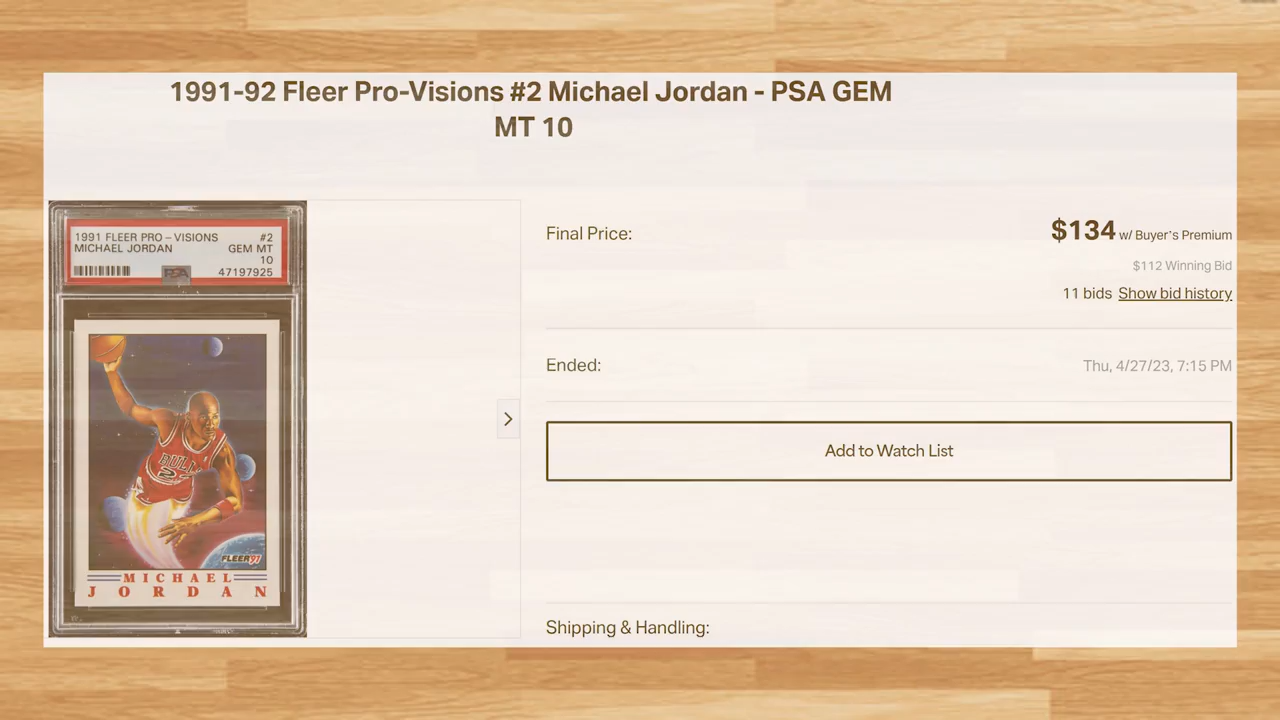 1991-92 Fleer Pro-Visions #2 Michael Jordan - PSA GEM
MT 10
1991 FLEER PRO - VISIONS #2
MICHAEL JORDAN GEM MT
10
PSA 47197925
BULLS
FLEER 91
MICHAEL
JORDAN
Final Price: $134 w/ Buyer's Premium
$112 Winning Bid
11 bids Show bid history
Ended: Thu, 4/27/23, 7:15 PM
Add to Watch List
Shipping & Handling: